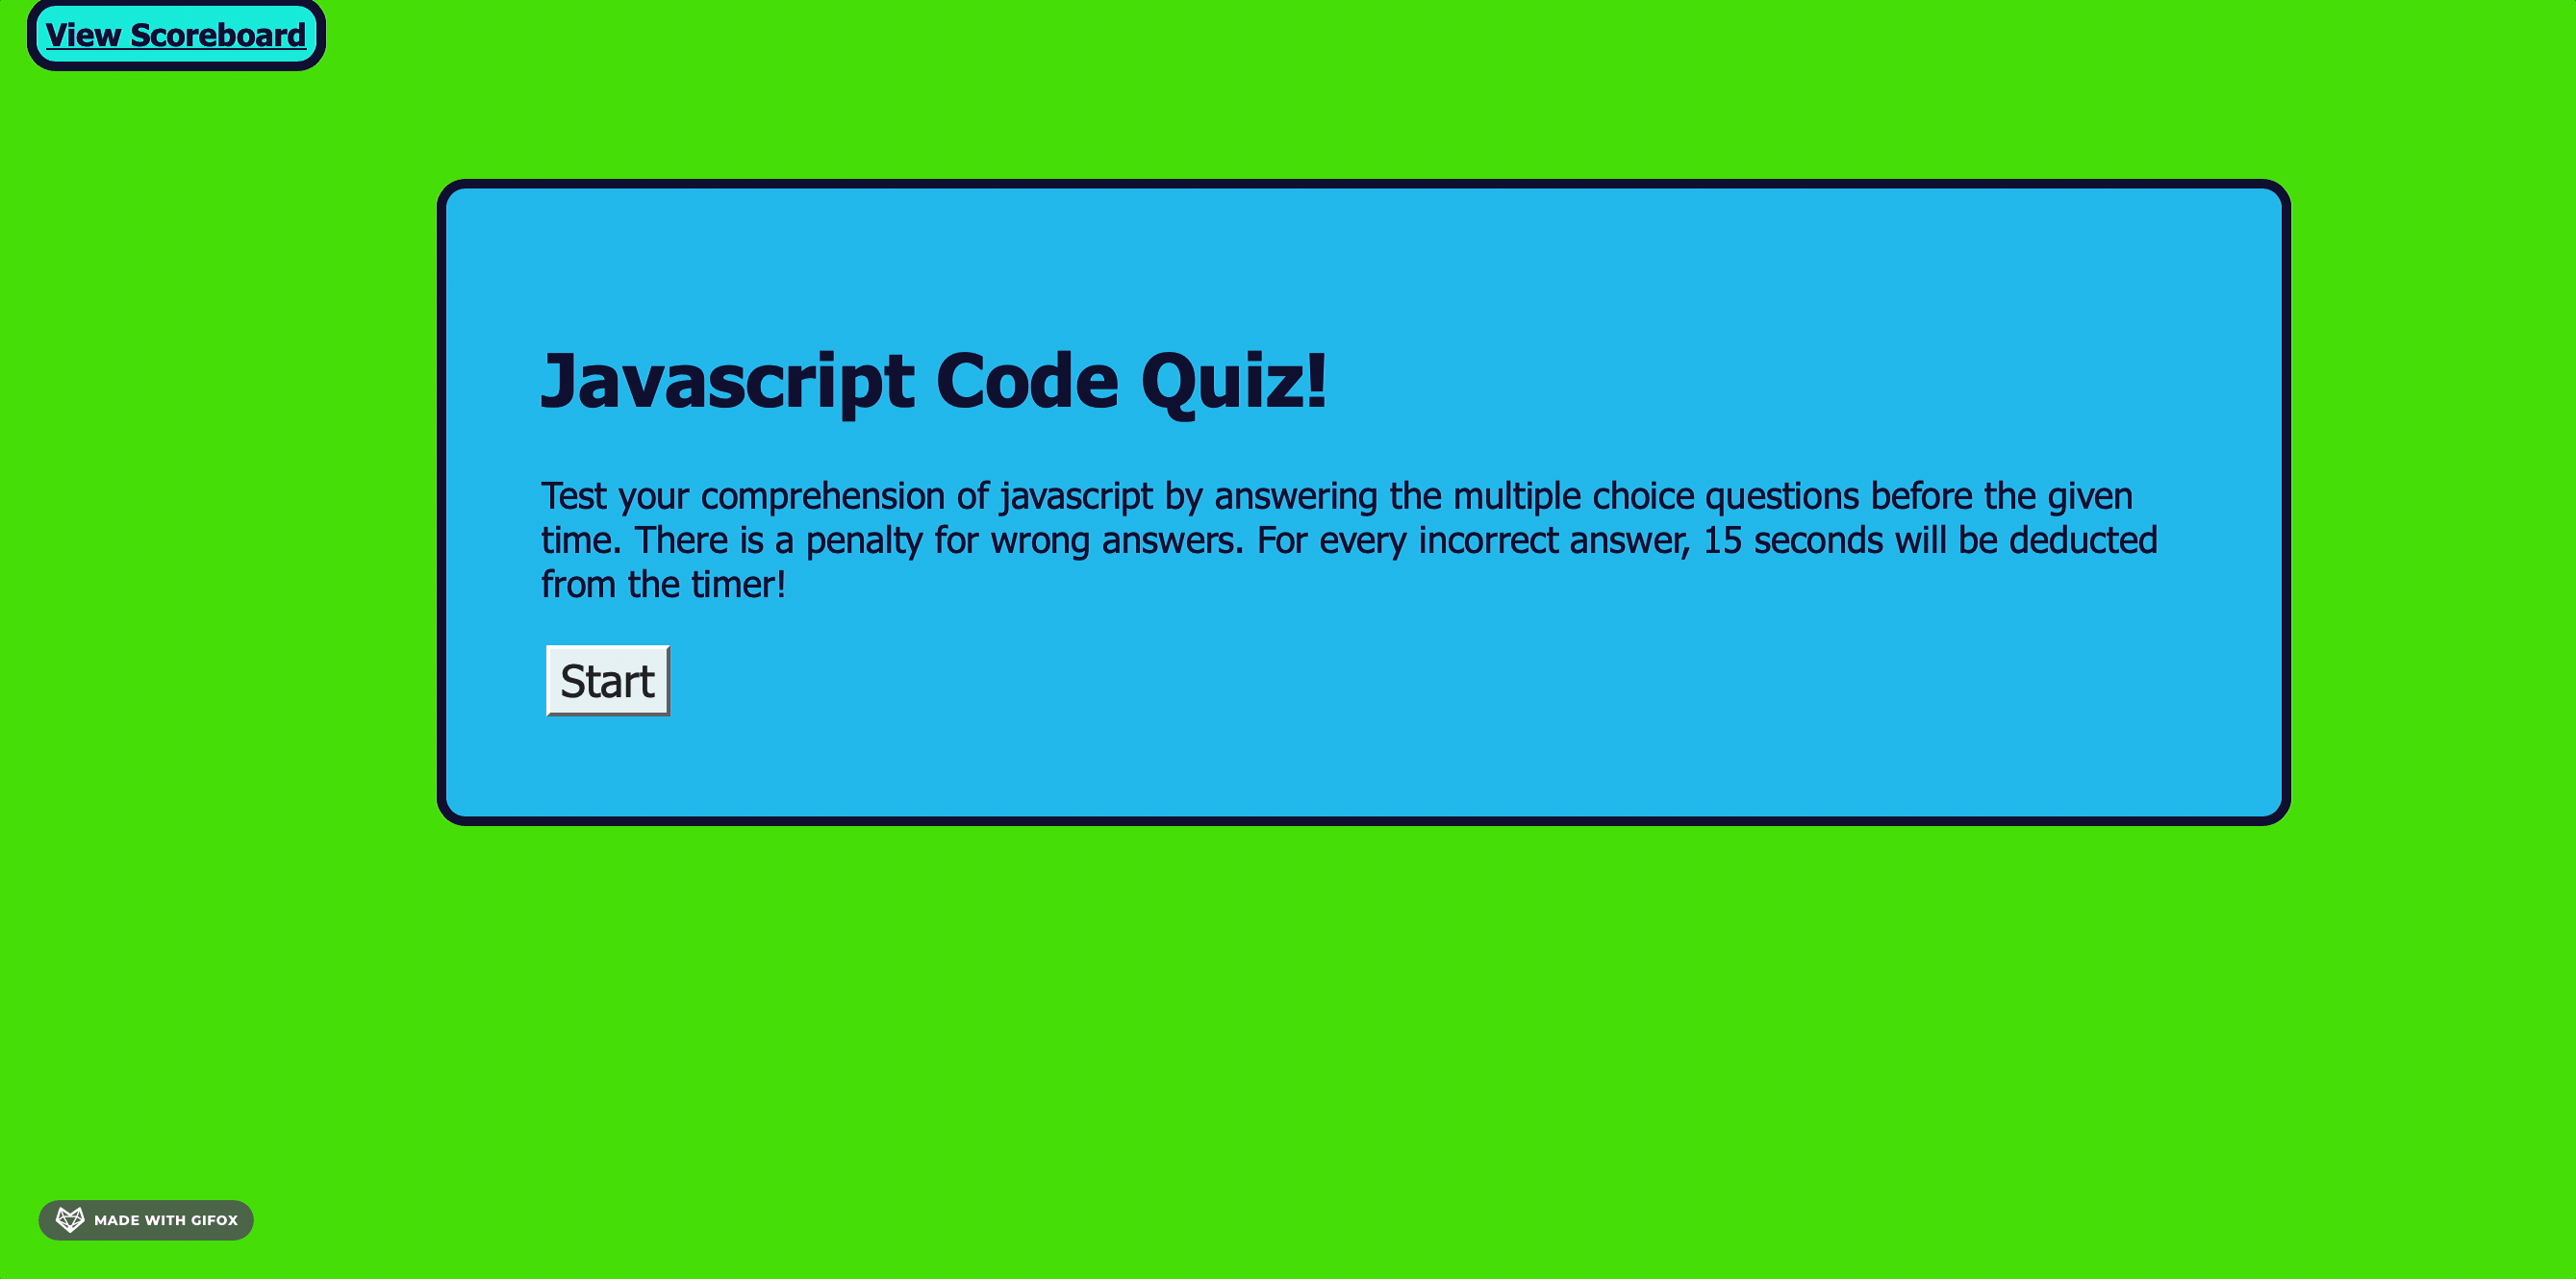 View Scoreboard
Javascript Code Quiz!
Test your comprehension of javascript by answering the multiple choice questions before the given
time. There is a penalty for wrong answers. For every incorrect answer, 15 seconds will be deducted
from the timer!
Start
MADE WITH GIFOX